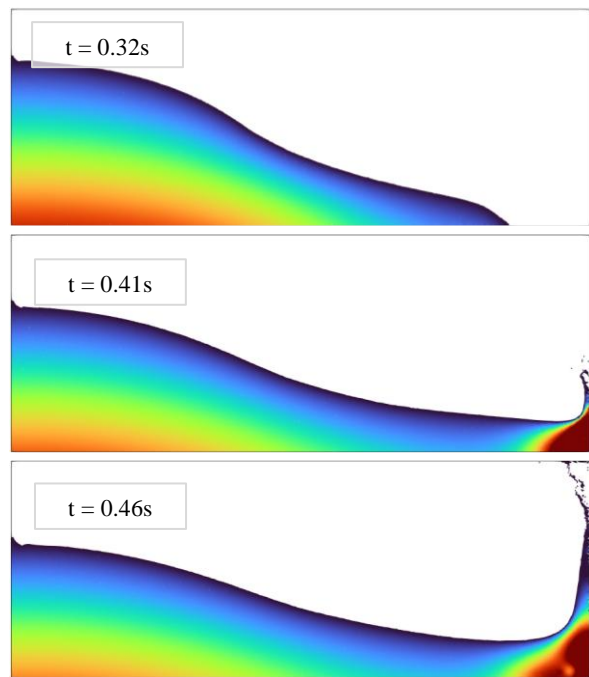 t = 0.32s
t = 0.41s
t = 0.46s